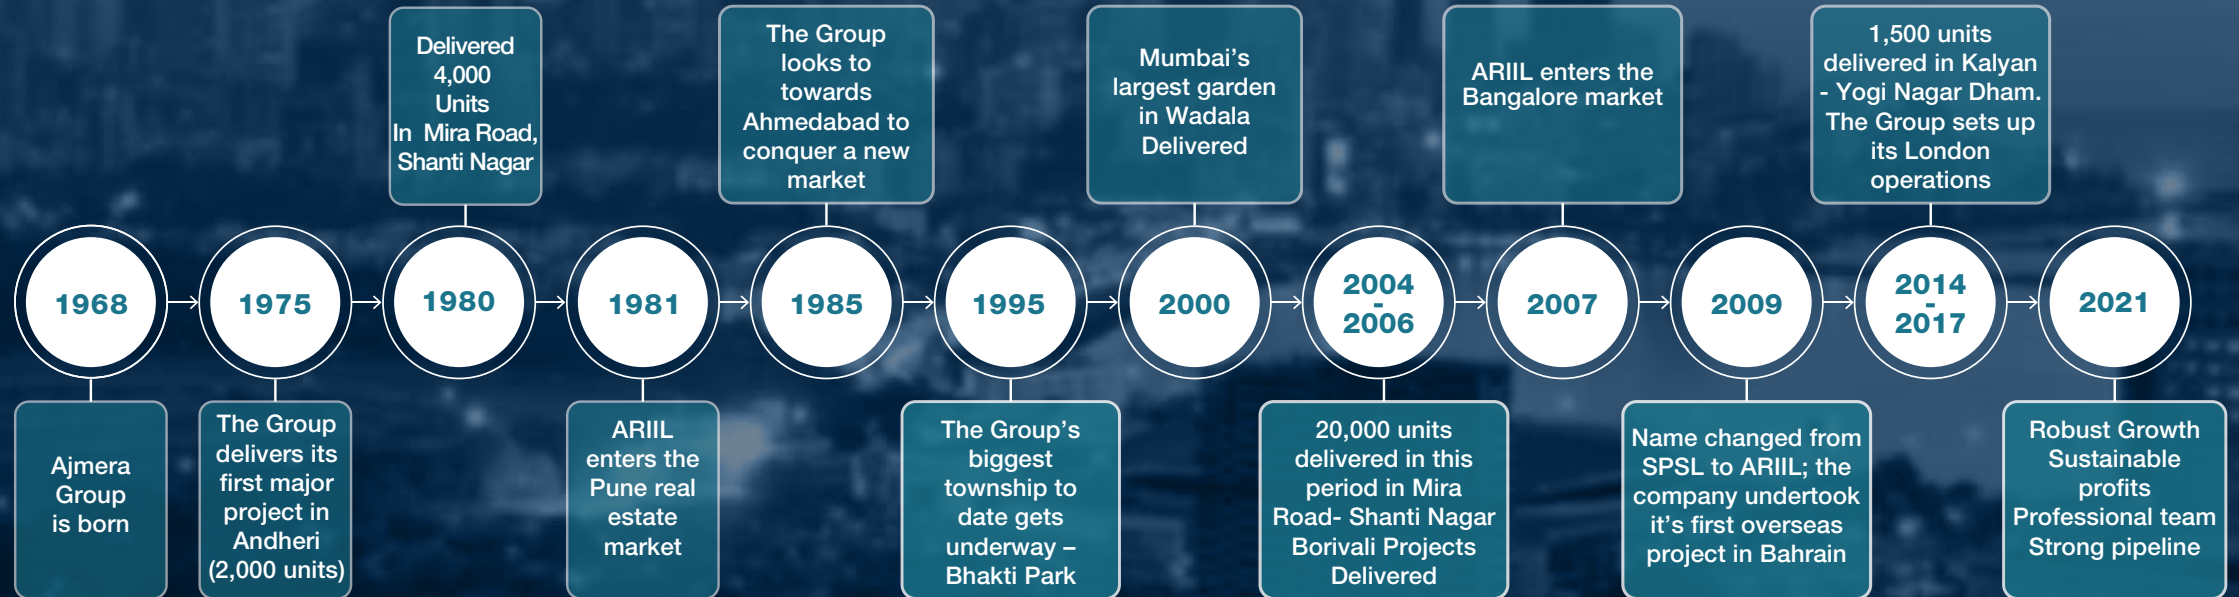 Delivered
4,000
Units
In Mira Road,
Shanti Nagar
The Group
looks to
towards
Ahmedabad to
conquer a new
market
Mumbai’s
largest garden
in Wadala
Delivered
ARIIL enters the
Bangalore market
1,500 units
delivered in Kalyan
- Yogi Nagar Dham.
The Group sets up
its London
operations
1968
1975
1980
1981
1985
1995
2000
2004
-
2006
2007
2009
2014
-
2017
2021
Ajmera
Group
is born
The Group
delivers its
first major
project in
Andheri
(2,000 units)
ARIIL
enters the
Pune real
estate
market
The Group’s
biggest
township to
date gets
underway –
Bhakti Park
20,000 units
delivered in this
period in Mira
Road- Shanti Nagar
Borivali Projects
Delivered
Name changed from
SPSL to ARIIL; the
company undertook
it’s first overseas
project in Bahrain
Robust Growth
Sustainable
profits
Professional team
Strong pipeline